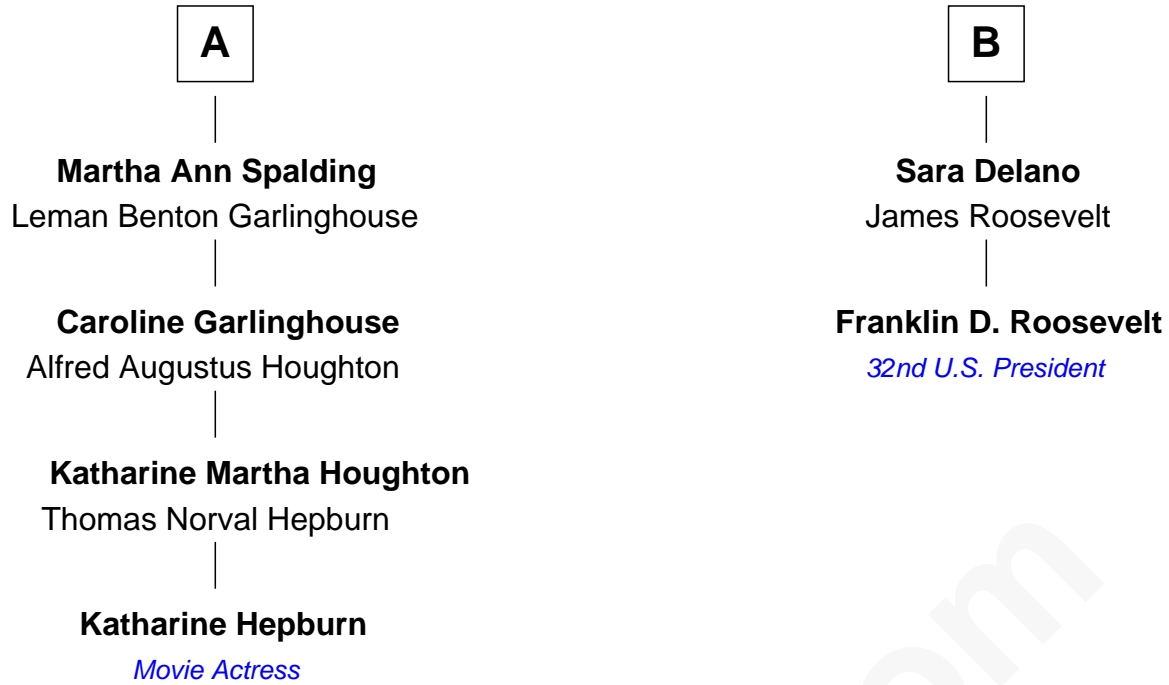 A
Martha Ann Spalding
Leman Benton Garlinghouse
Caroline Garlinghouse
Alfred Augustus Houghton
Katharine Martha Houghton
Thomas Norval Hepburn
Katharine Hepburn
Movie Actress
B
Sara Delano
James Roosevelt
Franklin D. Roosevelt
32nd U.S. President
om